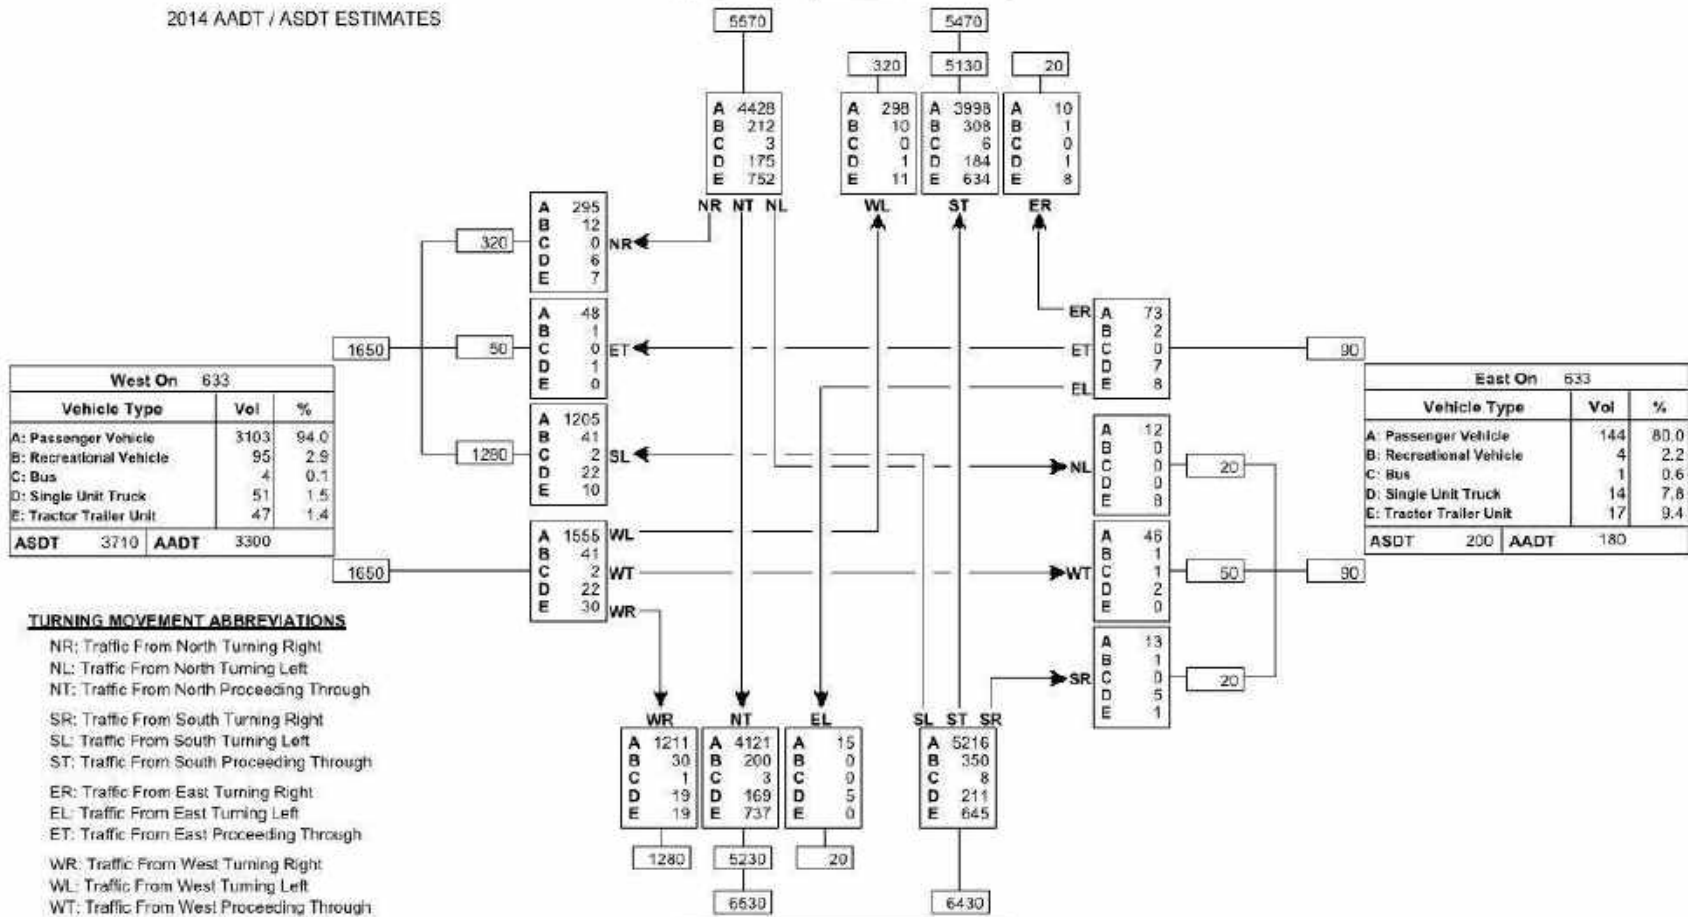 2014 AADT / ASDT ESTIMATES
5570
5470
320
5130
20
A 4428
B 212
C 3
D 175
E 752
A 298
B 10
C 0
D 1
E 11
A 3998
B 308
C 6
D 184
E 634
A 10
B 1
C 0
D 1
E 8
NR NT NL
WL
ST
ER
320
A 295
B 12
C 0
D 6
E 7
NR
1650
50
A 48
B 1
C 0
D 1
E 0
ET
1280
A 1205
B 41
C 2
D 22
E 10
SL
1650
A 1555
B 41
C 2
D 22
E 30
WL
WT
WR
ER
ET
EL
A 73
B 2
C 0
D 7
E 8
90
NL
A 12
B 0
C 0
D 0
E 8
20
WT
A 46
B 1
C 1
D 2
E 0
50
90
SR
A 13
B 1
C 0
D 5
E 1
20
West On 633
Vehicle Type Vol %
A: Passenger Vehicle 3103 94.0
B: Recreational Vehicle 95 2.9
C: Bus 4 0.1
D: Single Unit Truck 51 1.5
E: Tractor Trailer Unit 47 1.4
ASDT 3710 AADT 3300
East On 633
Vehicle Type Vol %
A: Passenger Vehicle 144 80.0
B: Recreational Vehicle 4 2.2
C: Bus 1 0.6
D: Single Unit Truck 14 7.8
E: Tractor Trailer Unit 17 9.4
ASDT 200 AADT 180
TURNING MOVEMENT ABBREVIATIONS
NR: Traffic From North Turning Right
NL: Traffic From North Turning Left
NT: Traffic From North Proceeding Through
SR: Traffic From South Turning Right
SL: Traffic From South Turning Left
ST: Traffic From South Proceeding Through
ER: Traffic From East Turning Right
EL: Traffic From East Turning Left
ET: Traffic From East Proceeding Through
WR: Traffic From West Turning Right
WL: Traffic From West Turning Left
WT: Traffic From West Proceeding Through
WR
NT
EL
SL ST SR
A 1211
B 30
C 1
D 19
E 19
A 4121
B 200
C 3
D 169
E 737
A 15
B 0
C 0
D 5
E 0
A 5216
B 350
C 8
D 211
E 645
1280
5230
20
6530
6430